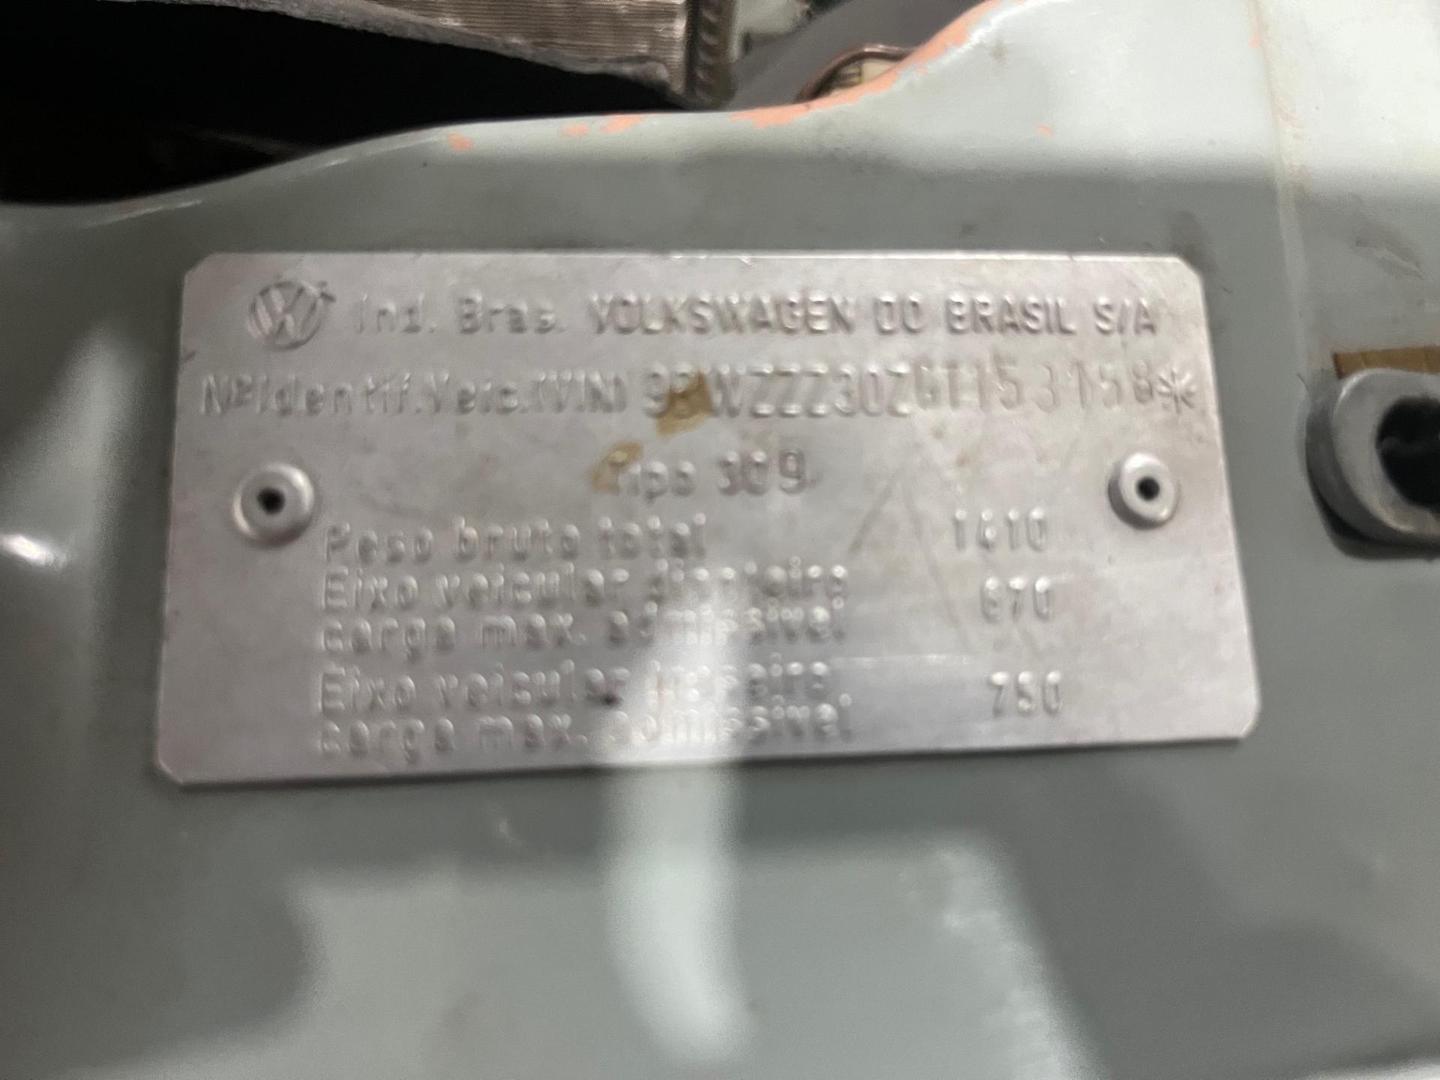 Ind. Bras. VOLKSWAGEN DO BRASIL S/A
Nº Identif. Veic. (VIN) 9BWZZZ30ZGT153158*
Tipo 309
Peso bruto total 1410
Eixo veicular dianteiro
carga max. admissivel 670
Eixo veicular traseiro
carga max. admissivel 750